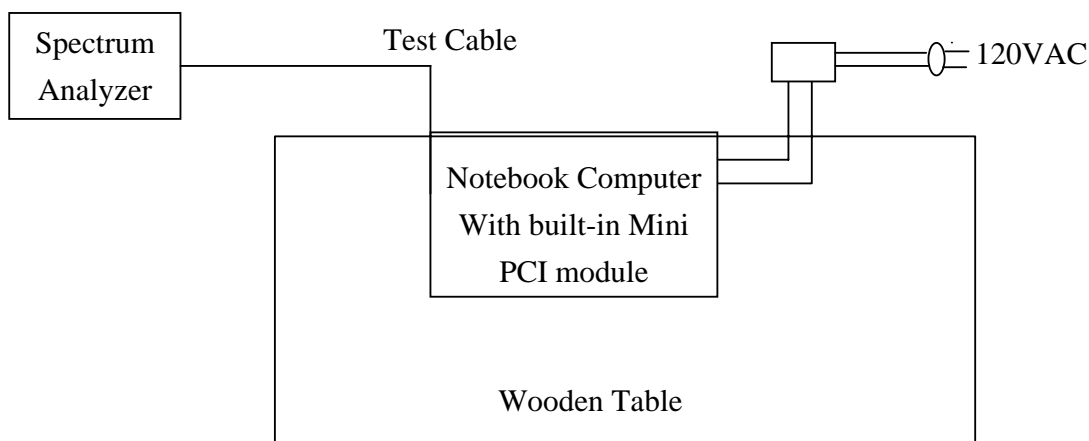 Spectrum
Analyzer
Test Cable
120VAC
Notebook Computer
With built-in Mini
PCI module
Wooden Table